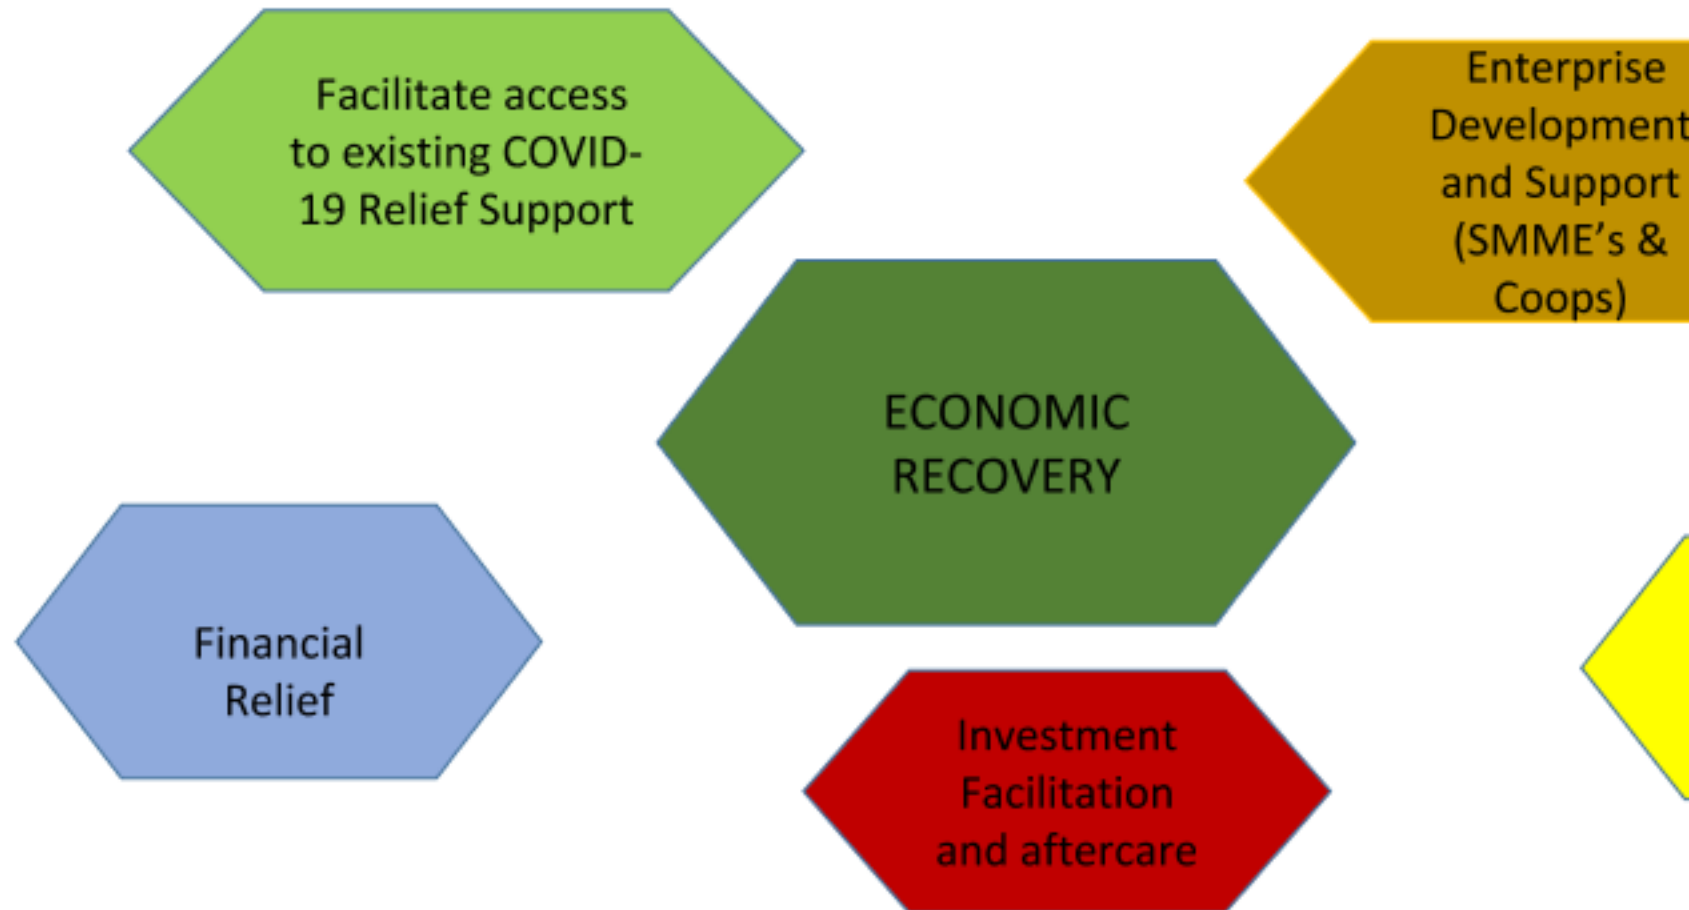 Facilitate access
to existing COVID-
19 Relief Support
Enterprise
Development
and Support
(SMME’s &
Coops)
ECONOMIC
RECOVERY
Financial
Relief
Investment
Facilitation
and aftercare